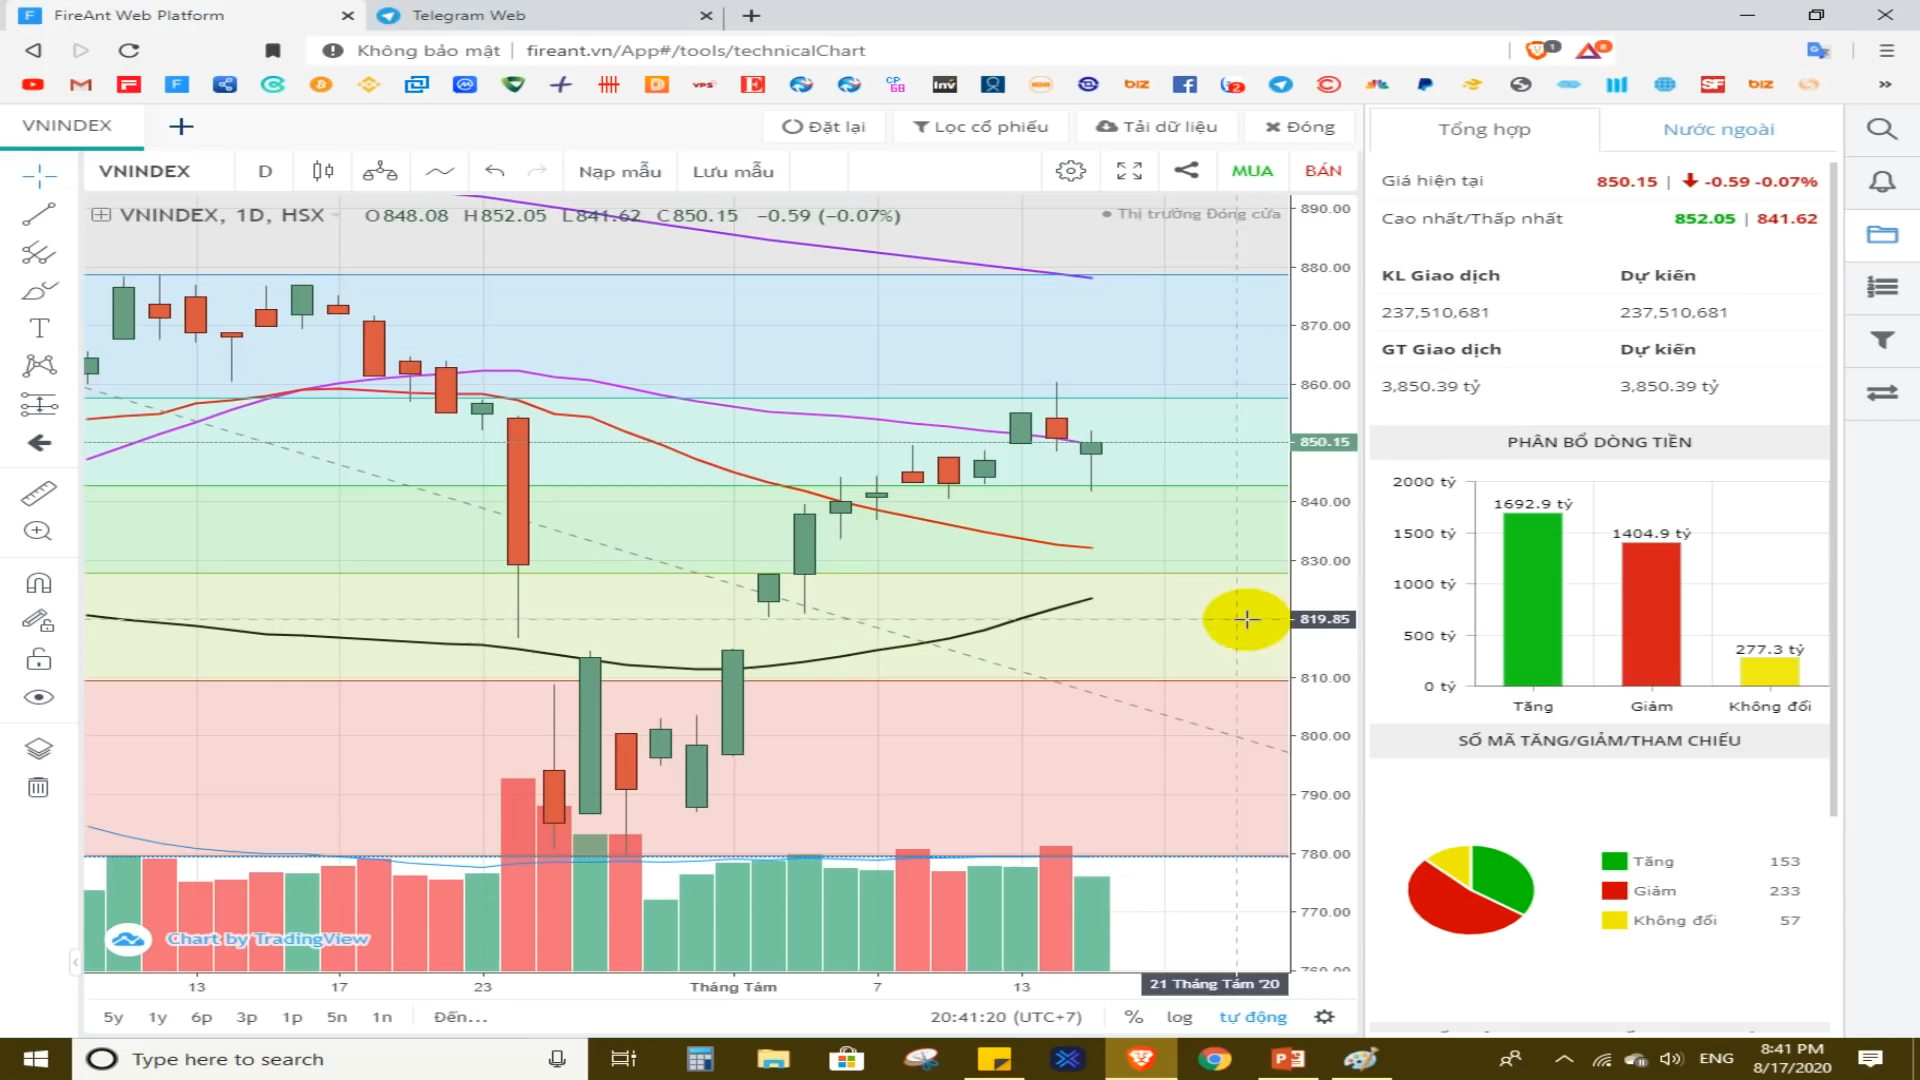 FireAnt Web Platform
Telegram Web
Không bảo mật
fireant.vn/App#/tools/technicalChart
VNINDEX
Đặt lại
Lọc cổ phiếu
Tải dữ liệu
Đóng
VNINDEX
D
Nạp mẫu
Lưu mẫu
MUA
BÁN
VNINDEX, 1D, HSX
O848.08 H852.05 L841.62 C850.15 −0.59 (−0.07%)
Thị trường Đóng cửa
890.00
880.00
870.00
860.00
850.15
840.00
830.00
819.85
810.00
800.00
790.00
780.00
770.00
Chart by TradingView
13
17
23
Tháng Tám
7
13
21 Tháng Tám '20
5y
1y
6p
3p
1p
5n
1n
Đến...
20:41:20 (UTC+7)
%
log
tự động
Tổng hợp
Nước ngoài
Giá hiện tại
850.15 | -0.59 -0.07%
Cao nhất/Thấp nhất
852.05 | 841.62
KL Giao dịch
Dự kiến
237,510,681
237,510,681
GT Giao dịch
Dự kiến
3,850.39 tỷ
3,850.39 tỷ
PHÂN BỔ DÒNG TIỀN
2000 tỷ
1500 tỷ
1000 tỷ
500 tỷ
0 tỷ
1692.9 tỷ
1404.9 tỷ
277.3 tỷ
Tăng
Giảm
Không đổi
SỐ MÃ TĂNG/GIẢM/THAM CHIẾU
Tăng 153
Giảm 233
Không đổi 57
Type here to search
ENG
8:41 PM
8/17/2020